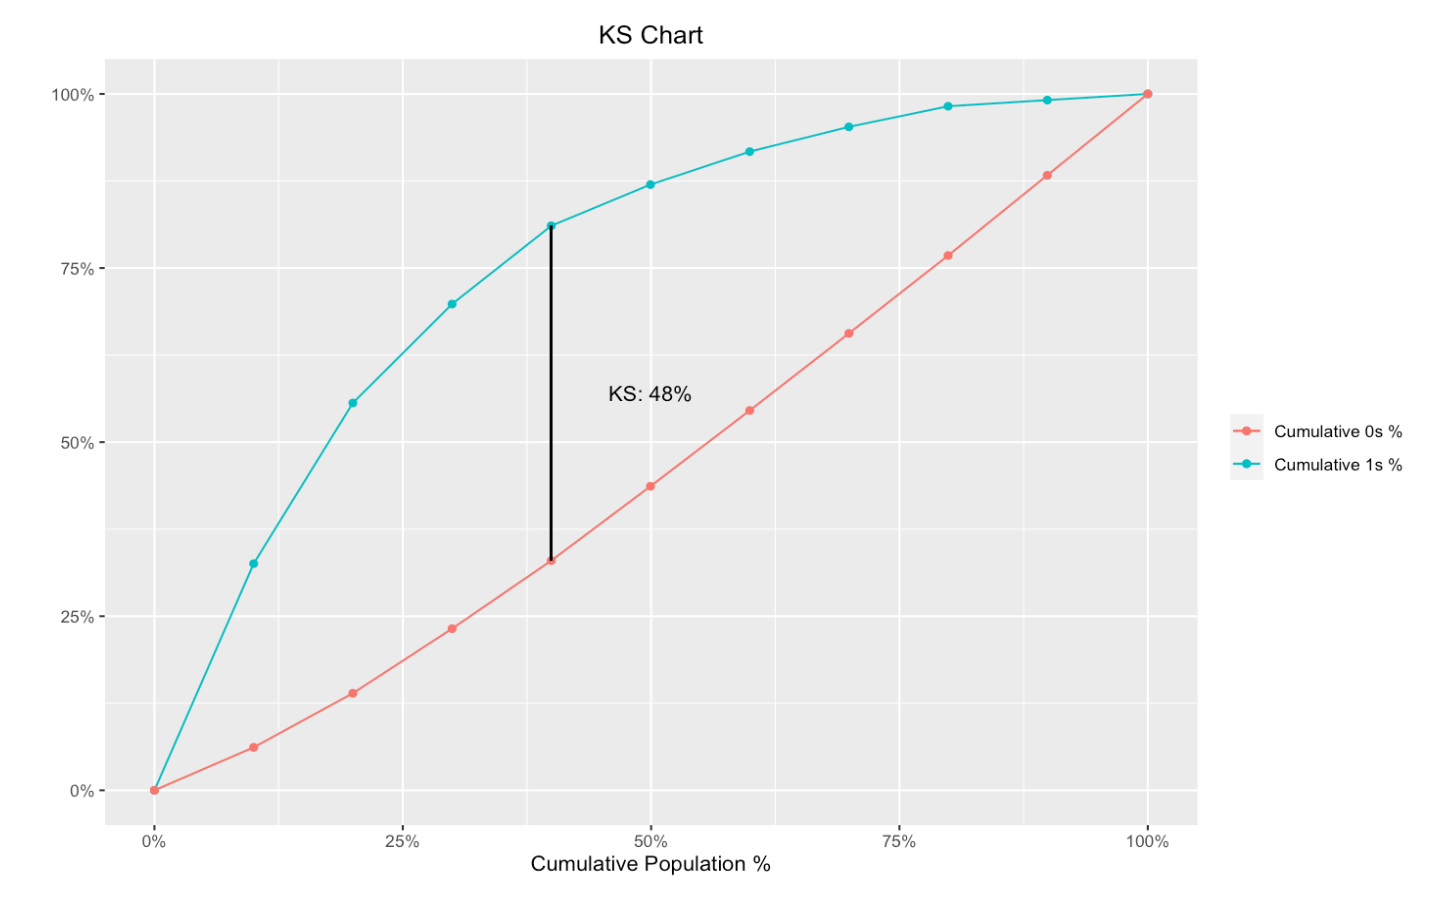 KS Chart
100%
75%
50%
25%
0%
KS: 48%
0%
25%
50%
75%
100%
Cumulative Population %
Cumulative 0s %
Cumulative 1s %